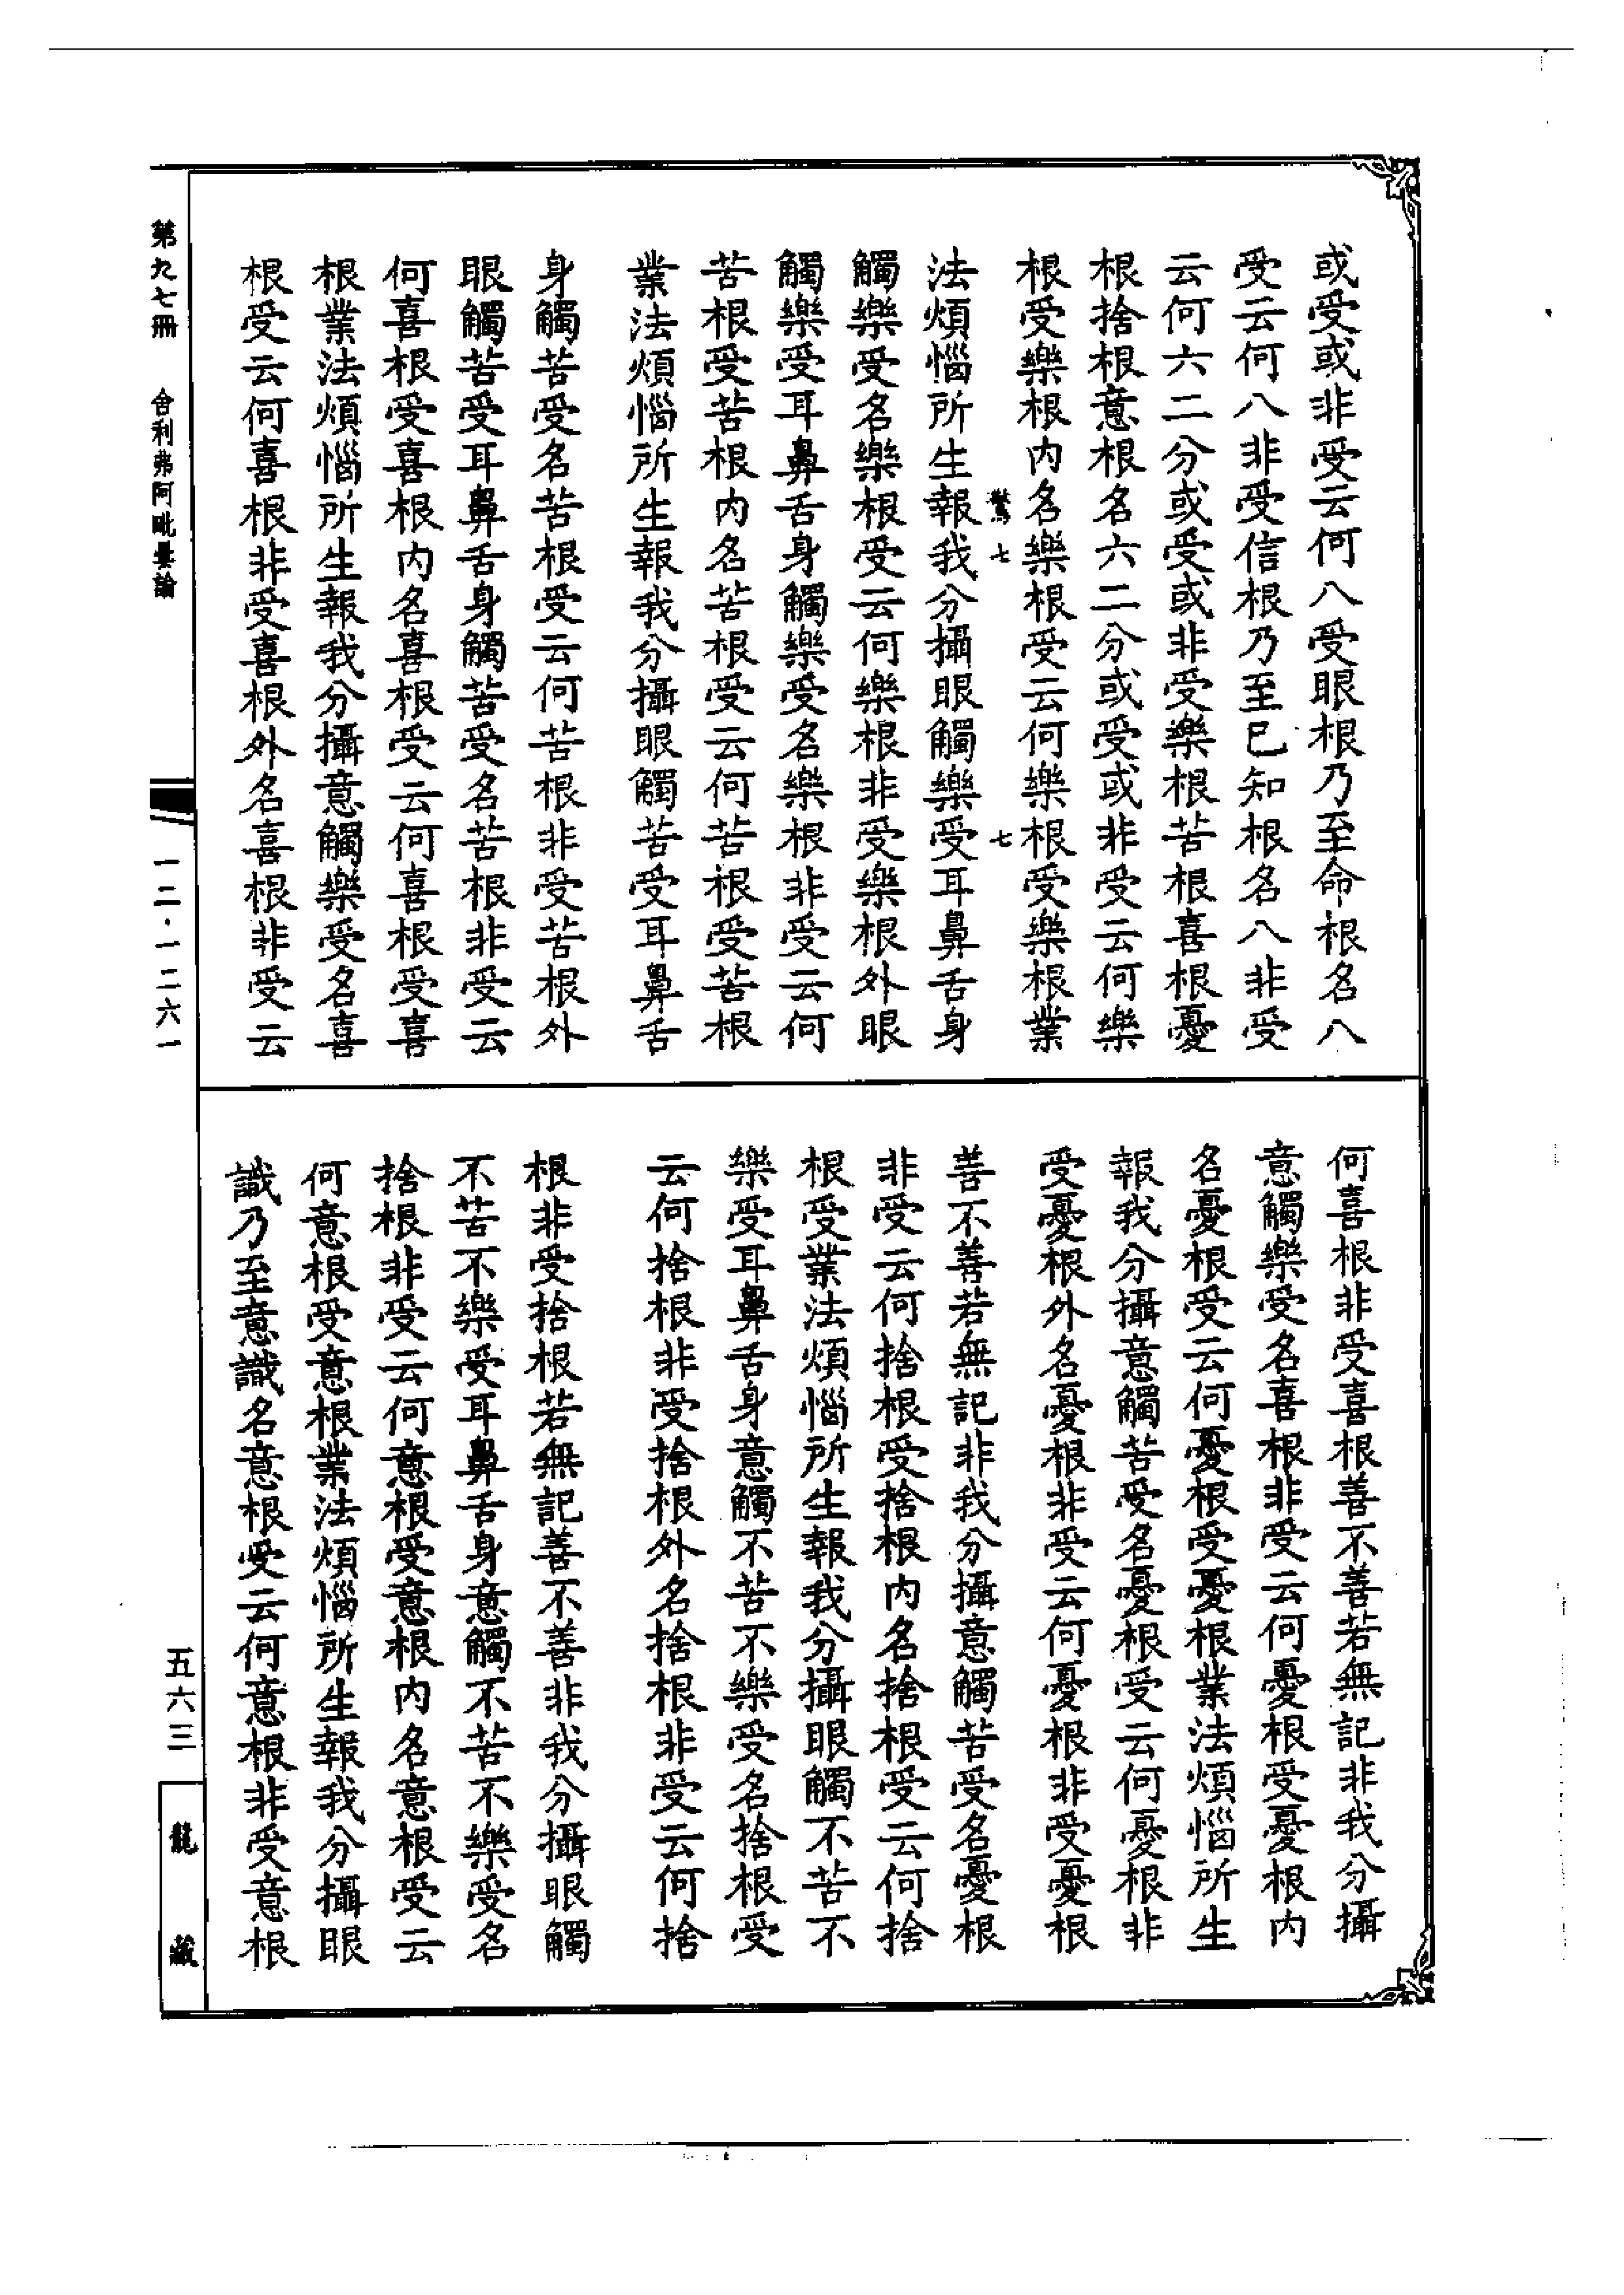 或受或非受云何八受眼根乃至命根名八
受云何八非受信根乃至已知根名八非受
云何六二分或受或非受樂根苦根喜根憂
根捨根意根名六二分或受或非受云何樂
根受樂根內名樂根受云何樂根受樂根業
七 七
法煩惱所生報我分攝眼觸樂受耳鼻舌身
觸樂受名樂根受云何樂根非受樂根外眼
觸樂受耳鼻舌身觸樂受名樂根非受云何
苦根受苦根內名苦根受云何苦根受苦根
業法煩惱所生報我分攝眼觸苦受耳鼻舌
身觸苦受名苦根受云何苦根非受苦根外
眼觸苦受耳鼻舌身觸苦受名苦根非受云
何喜根受喜根內名喜根受云何喜根受喜
根業法煩惱所生報我分攝意觸樂受名喜
根受云何喜根非受喜根外名喜根非受云
何喜根非受喜根善不善若無記非我分攝
意觸樂受名喜根非受云何憂根受憂根內
名憂根受云何憂根受憂根業法煩惱所生
報我分攝意觸苦受名憂根受云何憂根非
受憂根外名憂根非受云何憂根非受憂根
善不善若無記非我分攝意觸苦受名憂根
非受云何捨根受捨根內名捨根受云何捨
根受業法煩惱所生報我分攝眼觸不苦不
樂受耳鼻舌身意觸不苦不樂受名捨根受
云何捨根非受捨根外名捨根非受云何捨
根非受捨根若無記善不善非我分攝眼觸
不苦不樂受耳鼻舌身意觸不苦不樂受名
捨根非受云何意根受意根內名意根受云
何意根受意根業法煩惱所生報我分攝眼
識乃至意識名意根受云何意根非受意根
第九七冊 舍利弗阿毗曇論
一二·一二六一
五六三
龍藏